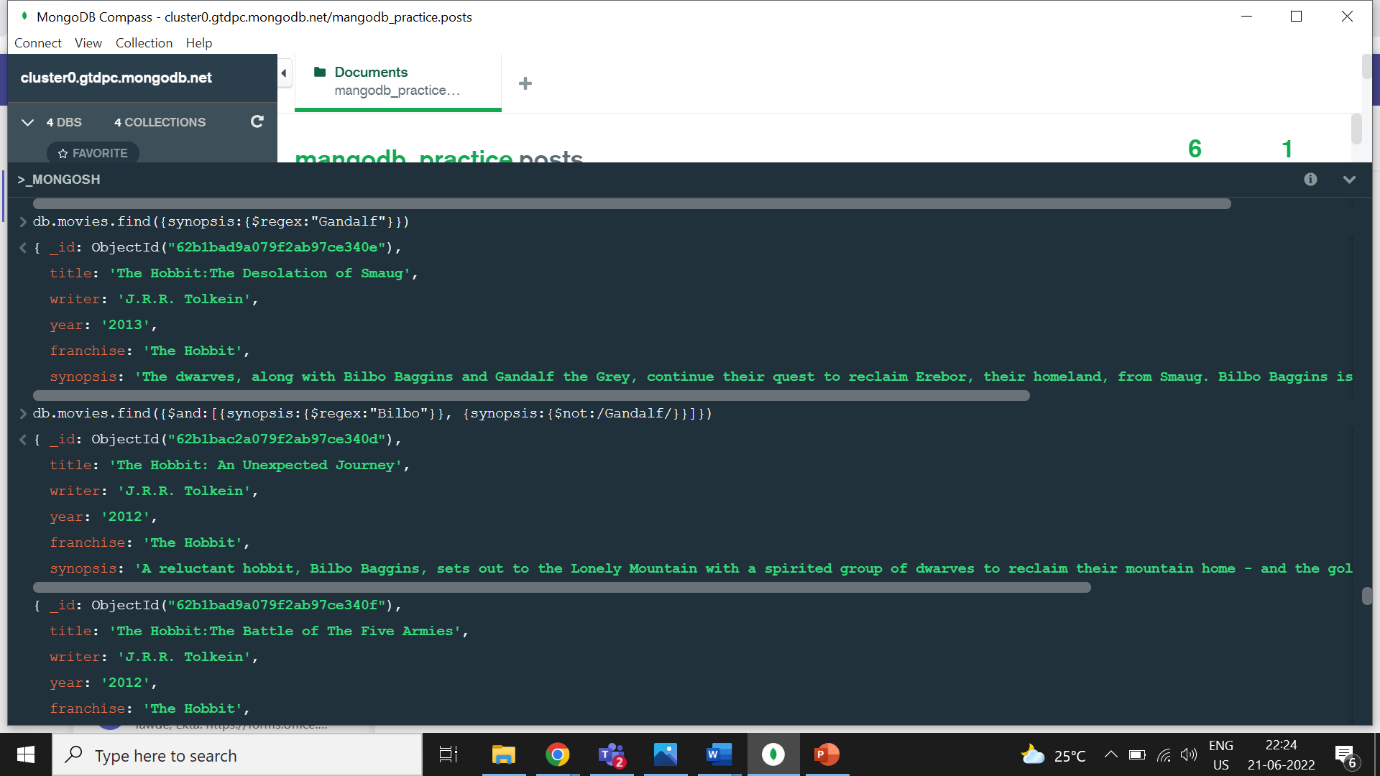 MongoDB Compass - cluster0.gtdpc.mongodb.net/mangodb_practice.posts
Connect View Collection Help
cluster0.gtdpc.mongodb.net
Documents
mangodb_practice…
4 DBS 4 COLLECTIONS
FAVORITE
mangodb_practice.posts
6 1
>_MONGOSH
db.movies.find({synopsis:{$regex:"Gandalf"}})
{ _id: ObjectId("62b1bad9a079f2ab97ce340e"),
title: 'The Hobbit:The Desolation of Smaug',
writer: 'J.R.R. Tolkein',
year: '2013',
franchise: 'The Hobbit',
synopsis: 'The dwarves, along with Bilbo Baggins and Gandalf the Grey, continue their quest to reclaim Erebor, their homeland, from Smaug. Bilbo Baggins is
db.movies.find({$and:[{synopsis:{$regex:"Bilbo"}}, {synopsis:{$not:/Gandalf/}}]})
{ _id: ObjectId("62b1bac2a079f2ab97ce340d"),
title: 'The Hobbit: An Unexpected Journey',
writer: 'J.R.R. Tolkein',
year: '2012',
franchise: 'The Hobbit',
synopsis: 'A reluctant hobbit, Bilbo Baggins, sets out to the Lonely Mountain with a spirited group of dwarves to reclaim their mountain home - and the gol
{ _id: ObjectId("62b1bad9a079f2ab97ce340f"),
title: 'The Hobbit:The Battle of The Five Armies',
writer: 'J.R.R. Tolkein',
year: '2012',
franchise: 'The Hobbit',
Type here to search
2
25°C
ENG
US
22:24
21-06-2022
6